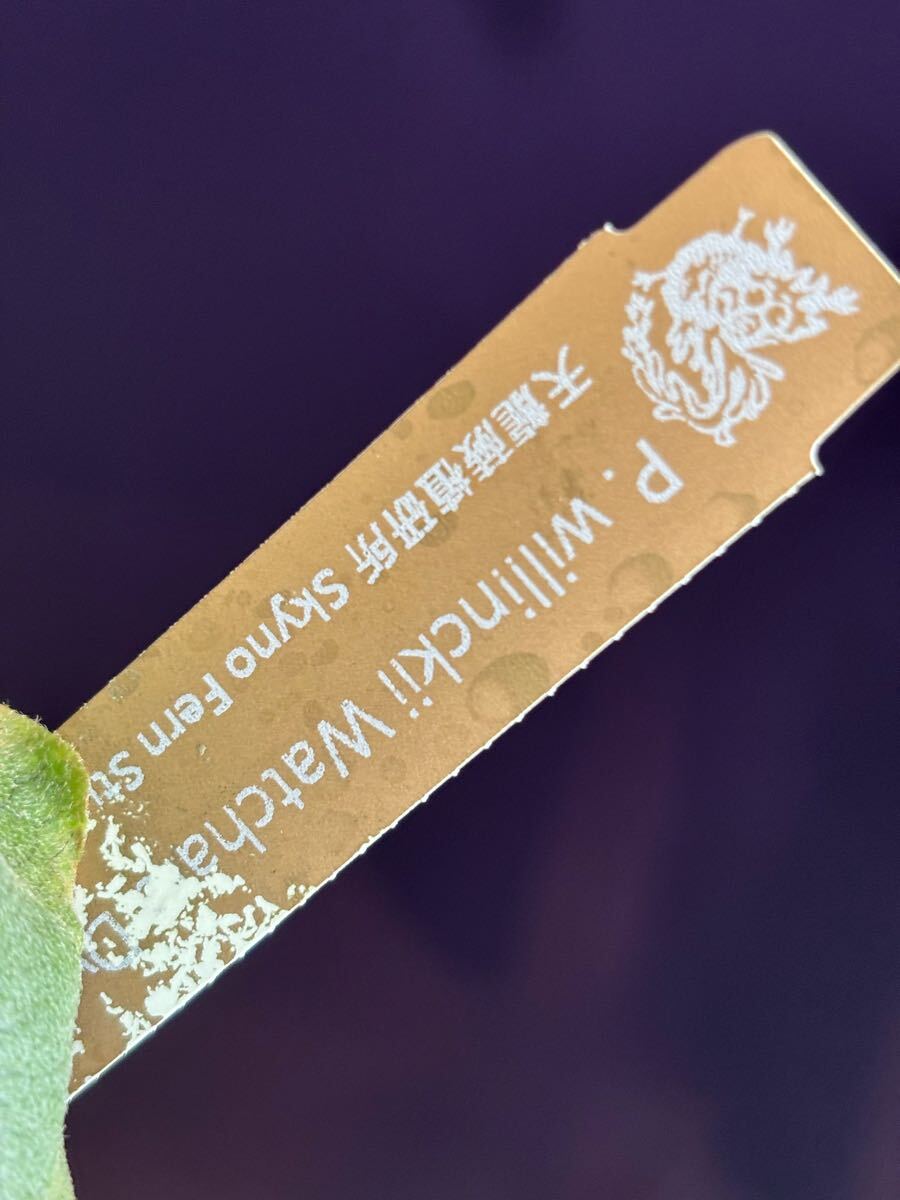 P. willinckii Watcha
天龍蕨植研所 Skyno Fern